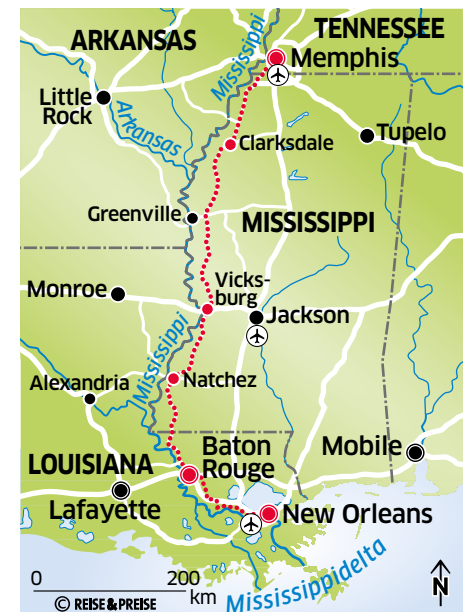 TENNESSEE
ARKANSAS
Memphis
Mississippi
Little
Rock
Arkansas
Tupelo
Clarksdale
Greenville
MISSISSIPPI
Vicks-
burg
Monroe
Jackson
Mississippi
Natchez
Alexandria
Baton
Rouge
Mobile
LOUISIANA
Lafayette
New Orleans
Mississippidelta
0 200
km
© REISE & PREISE
N